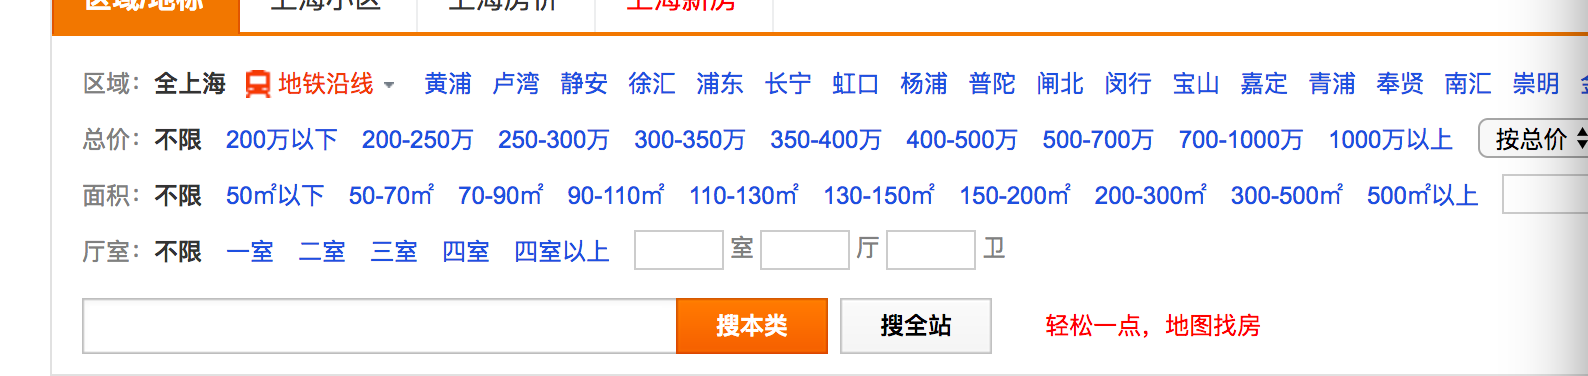 区域/地标 上海小区 上海房价 上海新房
区域： 全上海 地铁沿线 黄浦 卢湾 静安 徐汇 浦东 长宁 虹口 杨浦 普陀 闸北 闵行 宝山 嘉定 青浦 奉贤 南汇 崇明
总价： 不限 200万以下 200-250万 250-300万 300-350万 350-400万 400-500万 500-700万 700-1000万 1000万以上 按总价
面积： 不限 50㎡以下 50-70㎡ 70-90㎡ 90-110㎡ 110-130㎡ 130-150㎡ 150-200㎡ 200-300㎡ 300-500㎡ 500㎡以上
厅室： 不限 一室 二室 三室 四室 四室以上 室 厅 卫
搜本类 搜全站 轻松一点，地图找房